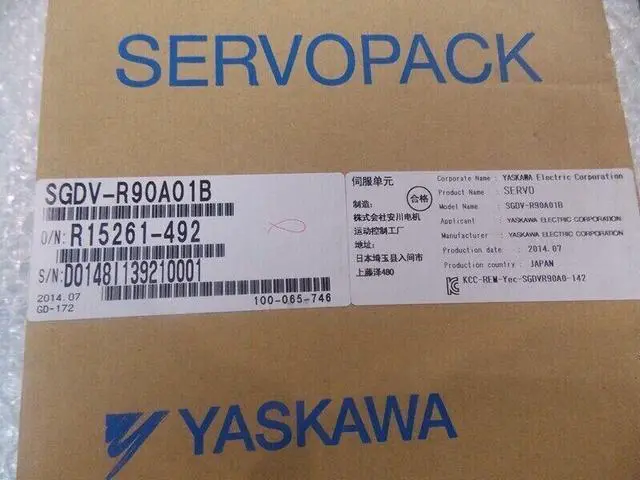 SERVOPACK
SGDV-R90A01B
O/N: R15261-492
S/N: D0148I139210001
2014.07
GD-172
100-065-746
伺服单元
合格
制造:
株式会社安川电机
运动控制工厂
地址:
日本埼玉县入间市
上藤泽480
Corporate Name : YASKAWA Electric Corporation
Product Name : SERVO
Model Name : SGDV-R90A01B
Applicant : YASKAWA ELECTRIC CORPORATION
Manufacturer : YASKAWA ELECTRIC CORPORATION
Production date : 2014.07
Production country : JAPAN
KCC-REM-Yec-SGDVR90A0-142
YASKAWA